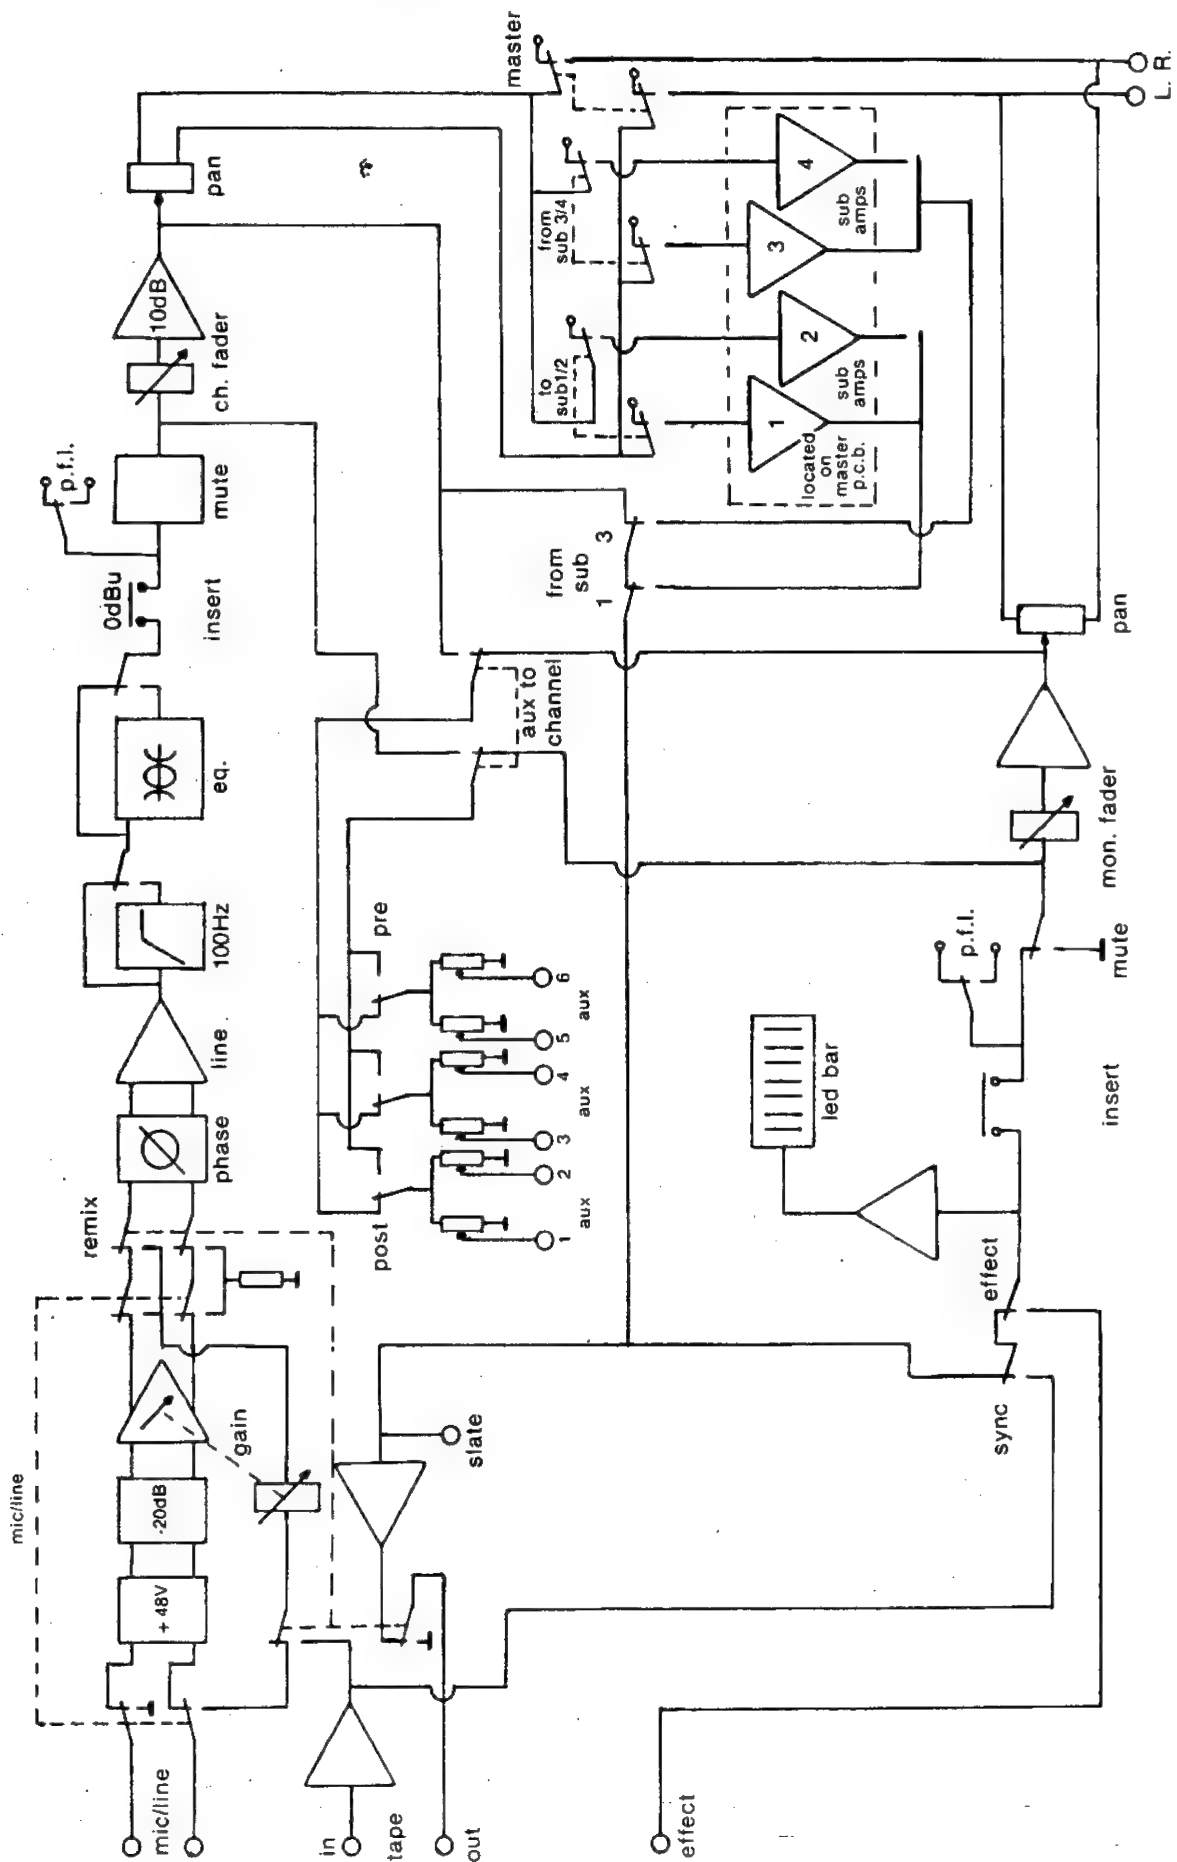 mic/line
mic/line
+48V
-20dB
gain
remix
phase
line
100Hz
eq.
0dBu
insert
p.f.l.
mute
ch. fader
10dB
pan
master
in
tape
out
slate
post
pre
1
2
3
4
5
6
aux
aux
aux
aux to
channel
from
sub
1
3
to
sub1/2
from
sub 3/4
1
2
3
4
located
on
master
p.c.b.
sub
amps
sub
amps
L.
R.
effect
sync
effect
led bar
insert
p.f.l.
mute
mon. fader
pan